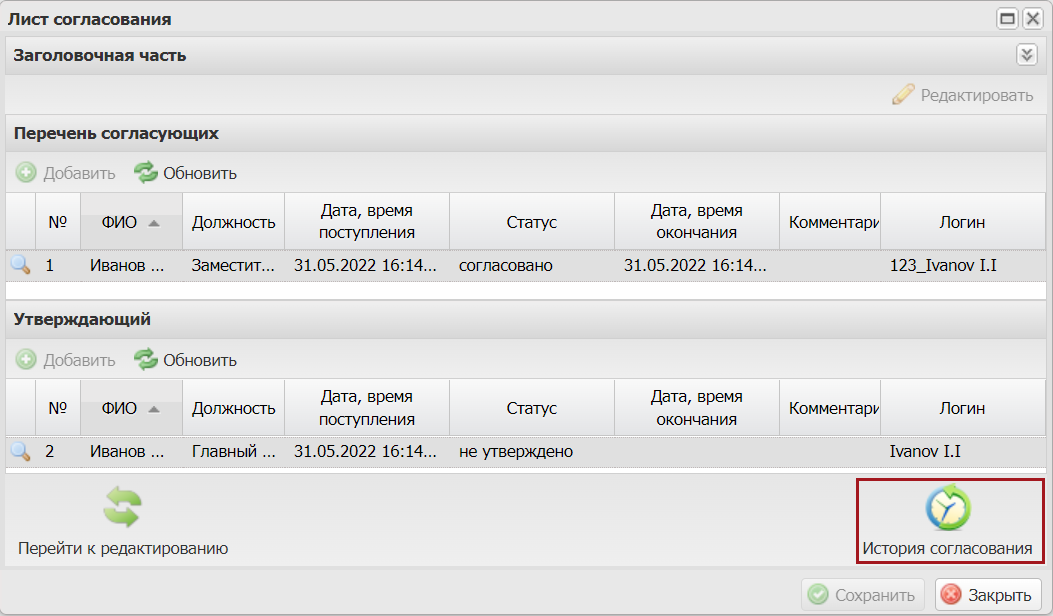 Лист согласования
Заголовочная часть
Редактировать
Перечень согласующих
Добавить Обновить
№ ФИО Должность Дата, время поступления Статус Дата, время окончания Комментари Логин
1 Иванов ... Заместит... 31.05.2022 16:14... согласовано 31.05.2022 16:14... 123_Ivanov I.I
Утверждающий
Добавить Обновить
№ ФИО Должность Дата, время поступления Статус Дата, время окончания Комментари Логин
2 Иванов ... Главный ... 31.05.2022 16:14... не утверждено Ivanov I.I
Перейти к редактированию История согласования
Сохранить Закрыть